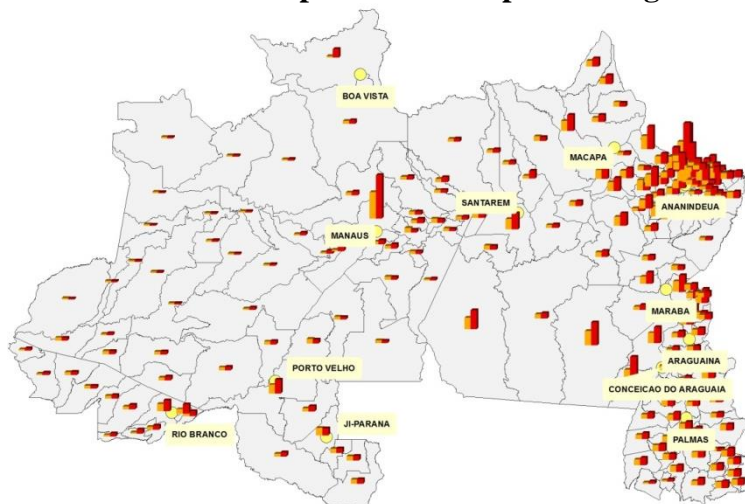 BOA VISTA
MACAPA
SANTAREM
ANANINDEUA
MANAUS
MARABA
ARAGUAINA
PORTO VELHO
CONCEICAO DO ARAGUAIA
JI-PARANA
RIO BRANCO
PALMAS